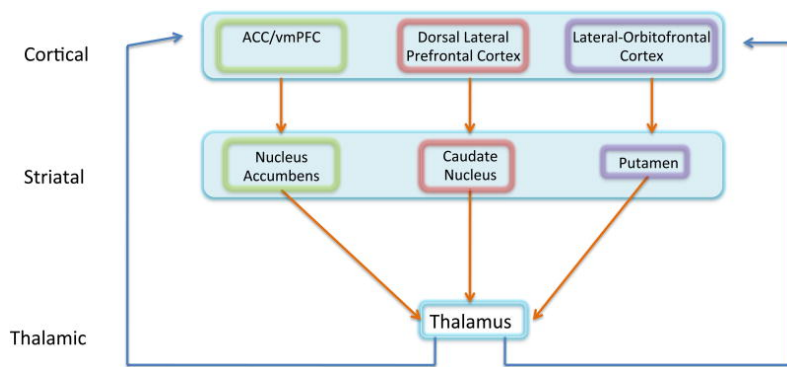 Cortical
ACC/vmPFC
Dorsal Lateral
Prefrontal Cortex
Lateral-Orbitofrontal
Cortex
Striatal
Nucleus
Accumbens
Caudate
Nucleus
Putamen
Thalamic
Thalamus